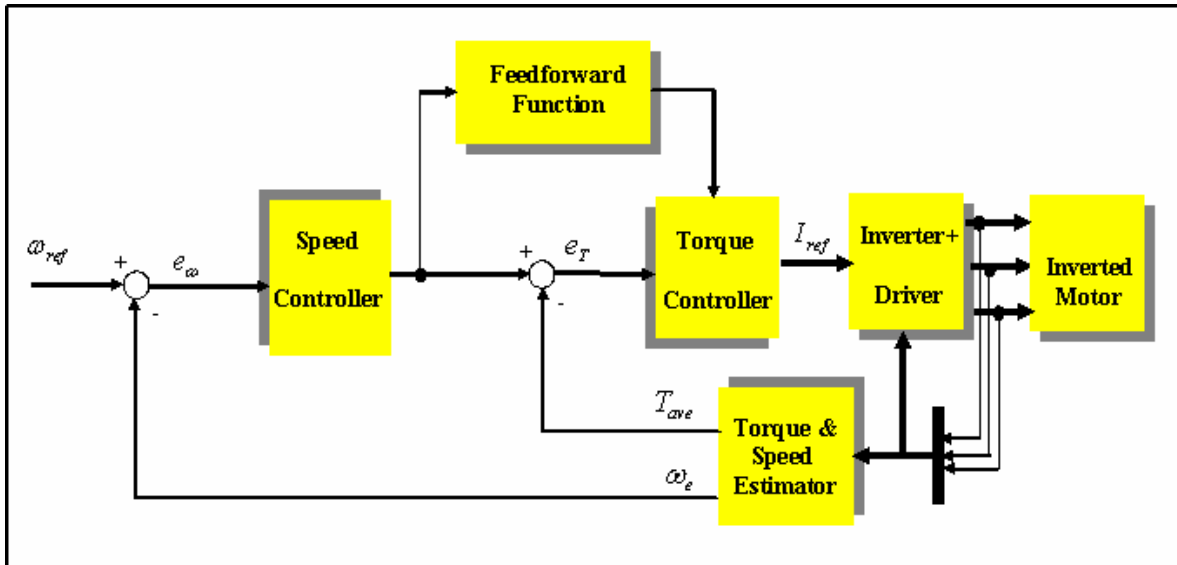 Feedforward
Function
ω_ref
+
-
e_ω
Speed
Controller
+
-
e_T
Torque
Controller
I_ref
Inverter+
Driver
Inverted
Motor
T_ave
ω_e
Torque &
Speed
Estimator